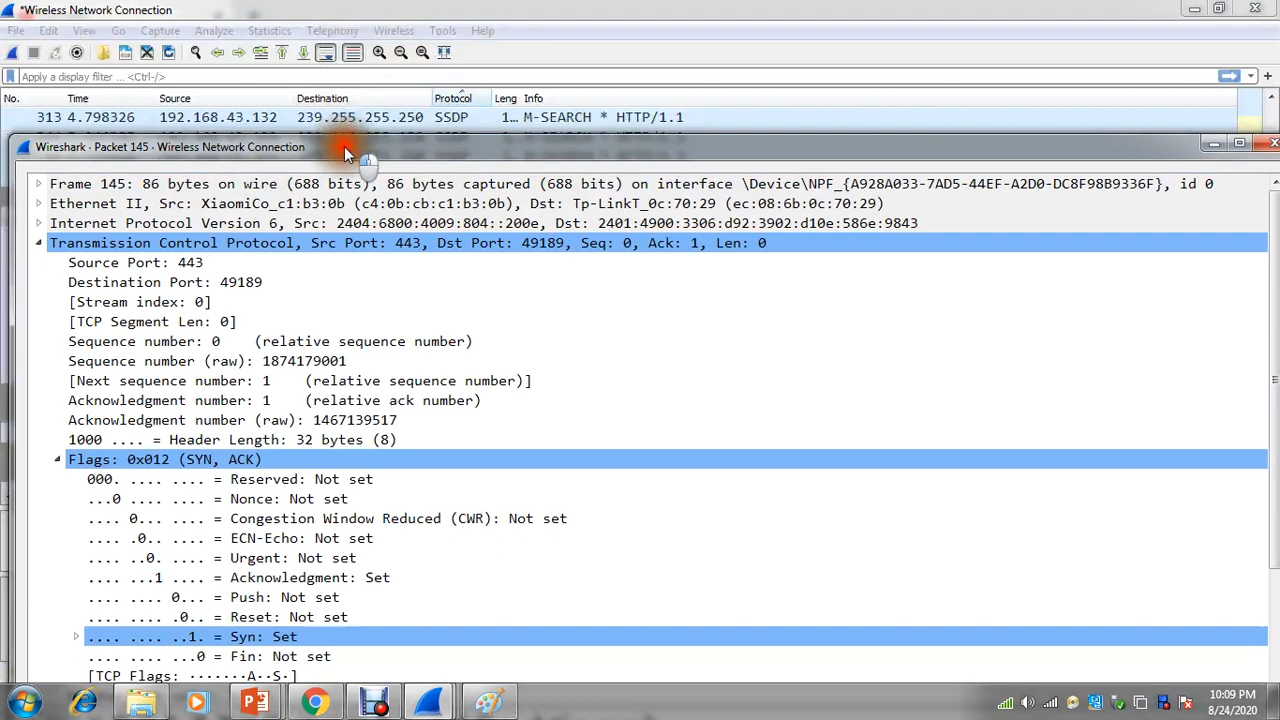 *Wireless Network Connection
File Edit View Go Capture Analyze Statistics Telephony Wireless Tools Help
Apply a display filter ... <Ctrl-/>
No. Time Source Destination Protocol Leng Info
313 4.798326 192.168.43.132 239.255.255.250 SSDP 1... M-SEARCH * HTTP/1.1
Wireshark · Packet 145 · Wireless Network Connection
Frame 145: 86 bytes on wire (688 bits), 86 bytes captured (688 bits) on interface \Device\NPF_{A928A033-7AD5-44EF-A2D0-DC8F98B9336F}, id 0
Ethernet II, Src: XiaomiCo_c1:b3:0b (c4:0b:cb:c1:b3:0b), Dst: Tp-LinkT_0c:70:29 (ec:08:6b:0c:70:29)
Internet Protocol Version 6, Src: 2404:6800:4009:804::200e, Dst: 2401:4900:3306:d92:3902:d10e:586e:9843
Transmission Control Protocol, Src Port: 443, Dst Port: 49189, Seq: 0, Ack: 1, Len: 0
Source Port: 443
Destination Port: 49189
[Stream index: 0]
[TCP Segment Len: 0]
Sequence number: 0 (relative sequence number)
Sequence number (raw): 1874179001
[Next sequence number: 1 (relative sequence number)]
Acknowledgment number: 1 (relative ack number)
Acknowledgment number (raw): 1467139517
1000 .... = Header Length: 32 bytes (8)
Flags: 0x012 (SYN, ACK)
000. .... .... = Reserved: Not set
...0 .... .... = Nonce: Not set
.... 0... .... = Congestion Window Reduced (CWR): Not set
.... .0.. .... = ECN-Echo: Not set
.... ..0. .... = Urgent: Not set
.... ...1 .... = Acknowledgment: Set
.... .... 0... = Push: Not set
.... .... .0.. = Reset: Not set
.... .... ..1. = Syn: Set
.... .... ...0 = Fin: Not set
[TCP Flags: ·······A··S·]
10:09 PM
8/24/2020